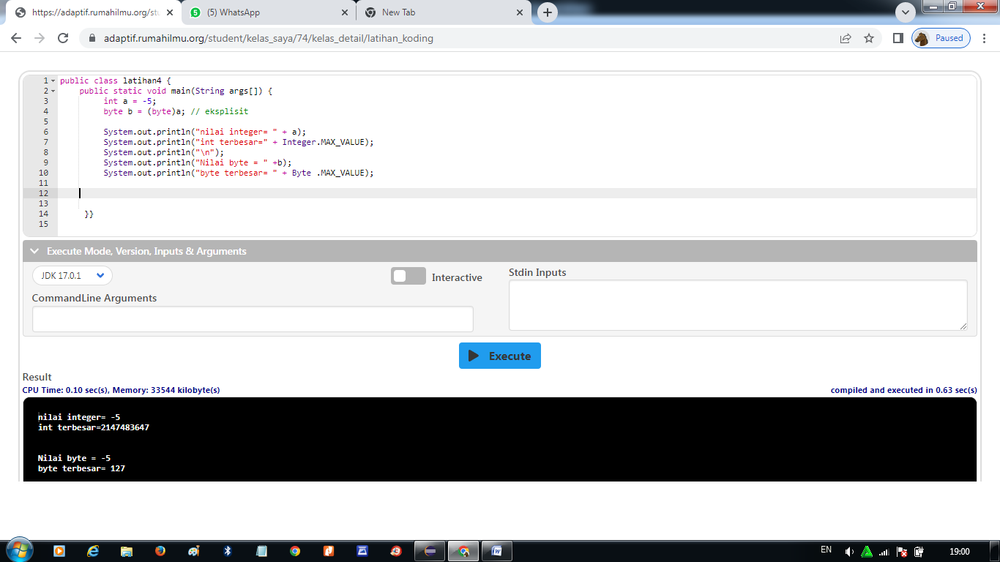 https://adaptif.rumahilmu.org/stu
(5) WhatsApp
New Tab
adaptif.rumahilmu.org/student/kelas_saya/74/kelas_detail/latihan_koding
Paused
1 public class latihan4 {
2 public static void main(String args[]) {
3 int a = -5;
4 byte b = (byte)a; // eksplisit
5
6 System.out.println("nilai integer= " + a);
7 System.out.println("int terbesar=" + Integer.MAX_VALUE);
8 System.out.println("\n");
9 System.out.println("Nilai byte = " +b);
10 System.out.println("byte terbesar= " + Byte .MAX_VALUE);
11
12
13
14 }}
15
Execute Mode, Version, Inputs & Arguments
JDK 17.0.1
Interactive
Stdin Inputs
CommandLine Arguments
Execute
Result
CPU Time: 0.10 sec(s), Memory: 33544 kilobyte(s)
compiled and executed in 0.63 sec(s)
nilai integer= -5
int terbesar=2147483647
Nilai byte = -5
byte terbesar= 127
EN
19:00